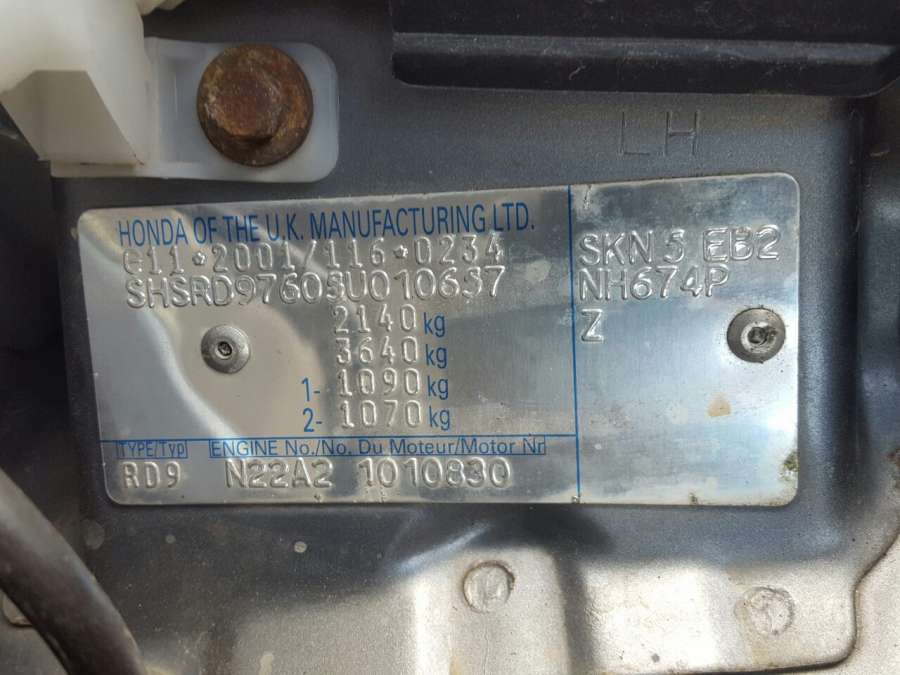 LH
HONDA OF THE U.K. MANUFACTURING LTD.
e11*2001/116*0234
2140 kg
3640 kg
1- 1090 kg
2- 1070 kg
TYPE/Typ ENGINE No./No. Du Moteur/Motor Nr
RD9 N22A2 1010830
SKN 5 EB2
NH674P
Z